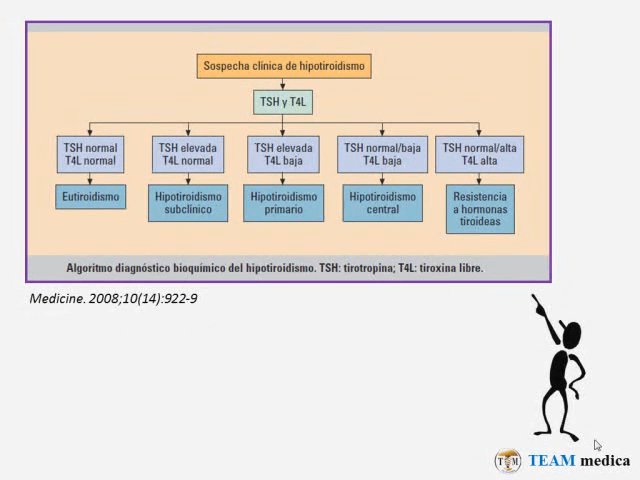 Sospecha clínica de hipotiroidismo
TSH y T4L
TSH normal
T4L normal
TSH elevada
T4L normal
TSH elevada
T4L baja
TSH normal/baja
T4L baja
TSH normal/alta
T4L alta
Eutiroidismo
Hipotiroidismo
subclínico
Hipotiroidismo
primario
Hipotiroidismo
central
Resistencia
a hormonas
tiroideas
Algoritmo diagnóstico bioquímico del hipotiroidismo. TSH: tirotropina; T4L: tiroxina libre.
Medicine. 2008;10(14):922-9
TEAM medica